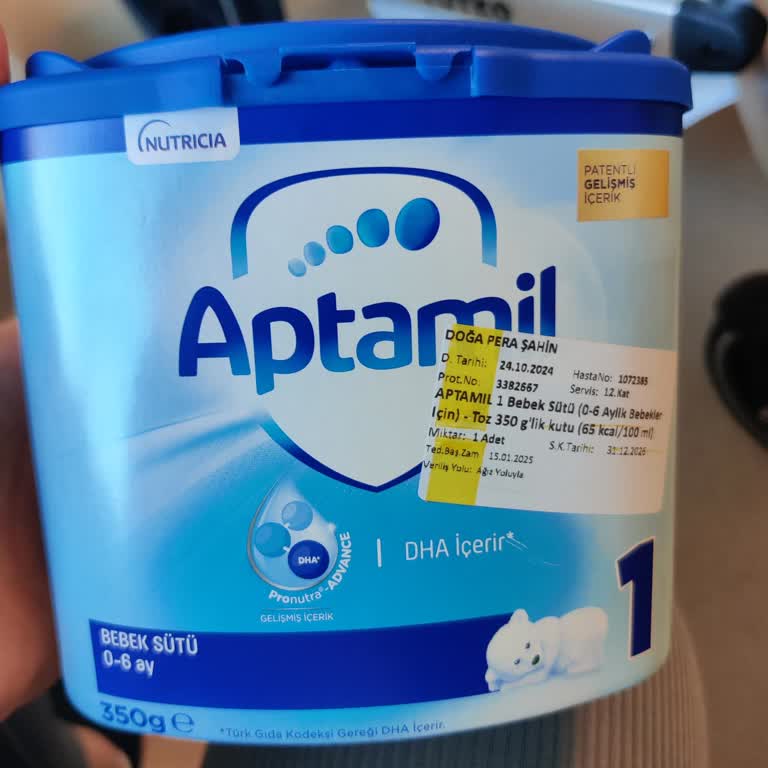 NUTRICIA
PATENTLİ
GELİŞMİŞ
İÇERİK
Aptamil
DOĞA PERA ŞAHİN
D. Tarihi: 24.10.2024 HastaNo: 1072385
Prot.No: 3382667 Servis: 12.Kat
APTAMIL 1 Bebek Sütü (0-6 Aylik Bebekler
İçin) - Toz 350 g'lik kutu (65 kcal/100 ml)
Miktar: 1 Adet S.K.Tarihi: 31.12.2026
Ted.Baş.Zam 15.01.2025
Veriliş Yolu: Ağız Yoluyla
DHA*
Pronutra®-ADVANCE
GELİŞMİŞ İÇERİK
DHA İçerir*
1
BEBEK SÜTÜ
0-6 ay
350g e
*Türk Gıda Kodeksi Gereği DHA İçerir.